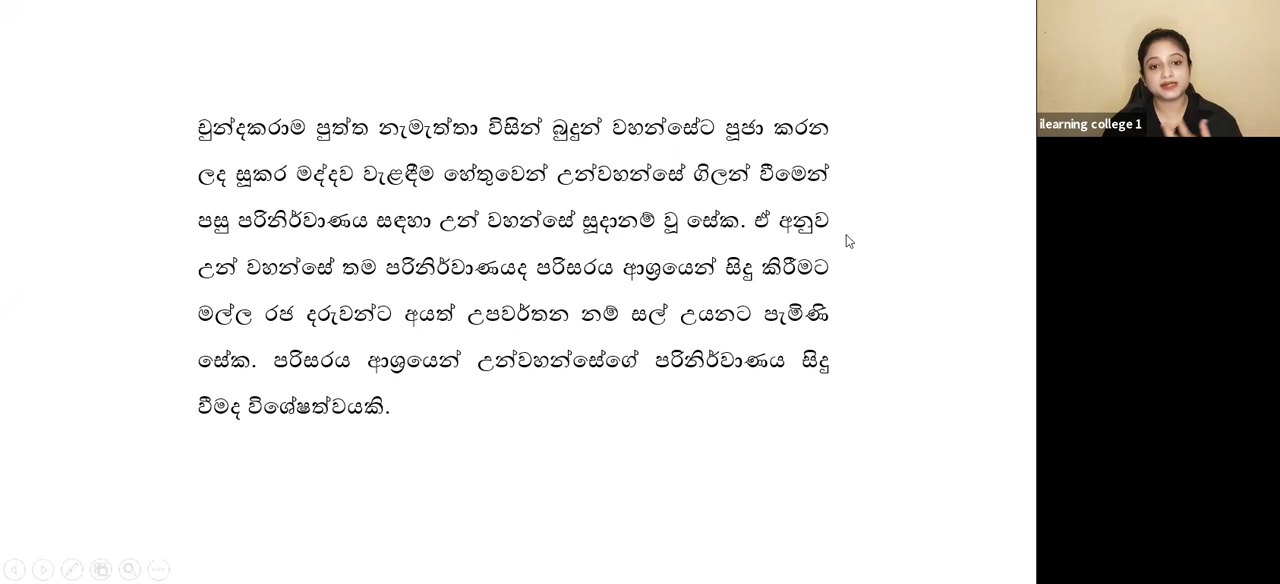 චුන්දකරාම පුත්ත නැමැත්තා විසින් බුදුන් වහන්සේට පූජා කරන
ලද සූකර මද්දව වැළඳීම හේතුවෙන් උන්වහන්සේ ගිලන් වීමෙන්
පසු පරිනිර්වාණය සඳහා උන් වහන්සේ සූදානම් වූ සේක. ඒ අනුව
උන් වහන්සේ තම පරිනිර්වාණයද පරිසරය ආශ්‍රයෙන් සිදු කිරීමට
මල්ල රජ දරුවන්ට අයත් උපවර්තන නම් සල් උයනට පැමිණි
සේක. පරිසරය ආශ්‍රයෙන් උන්වහන්සේගේ පරිනිර්වාණය සිදු
වීමද විශේෂත්වයකි.
ilearning college 1